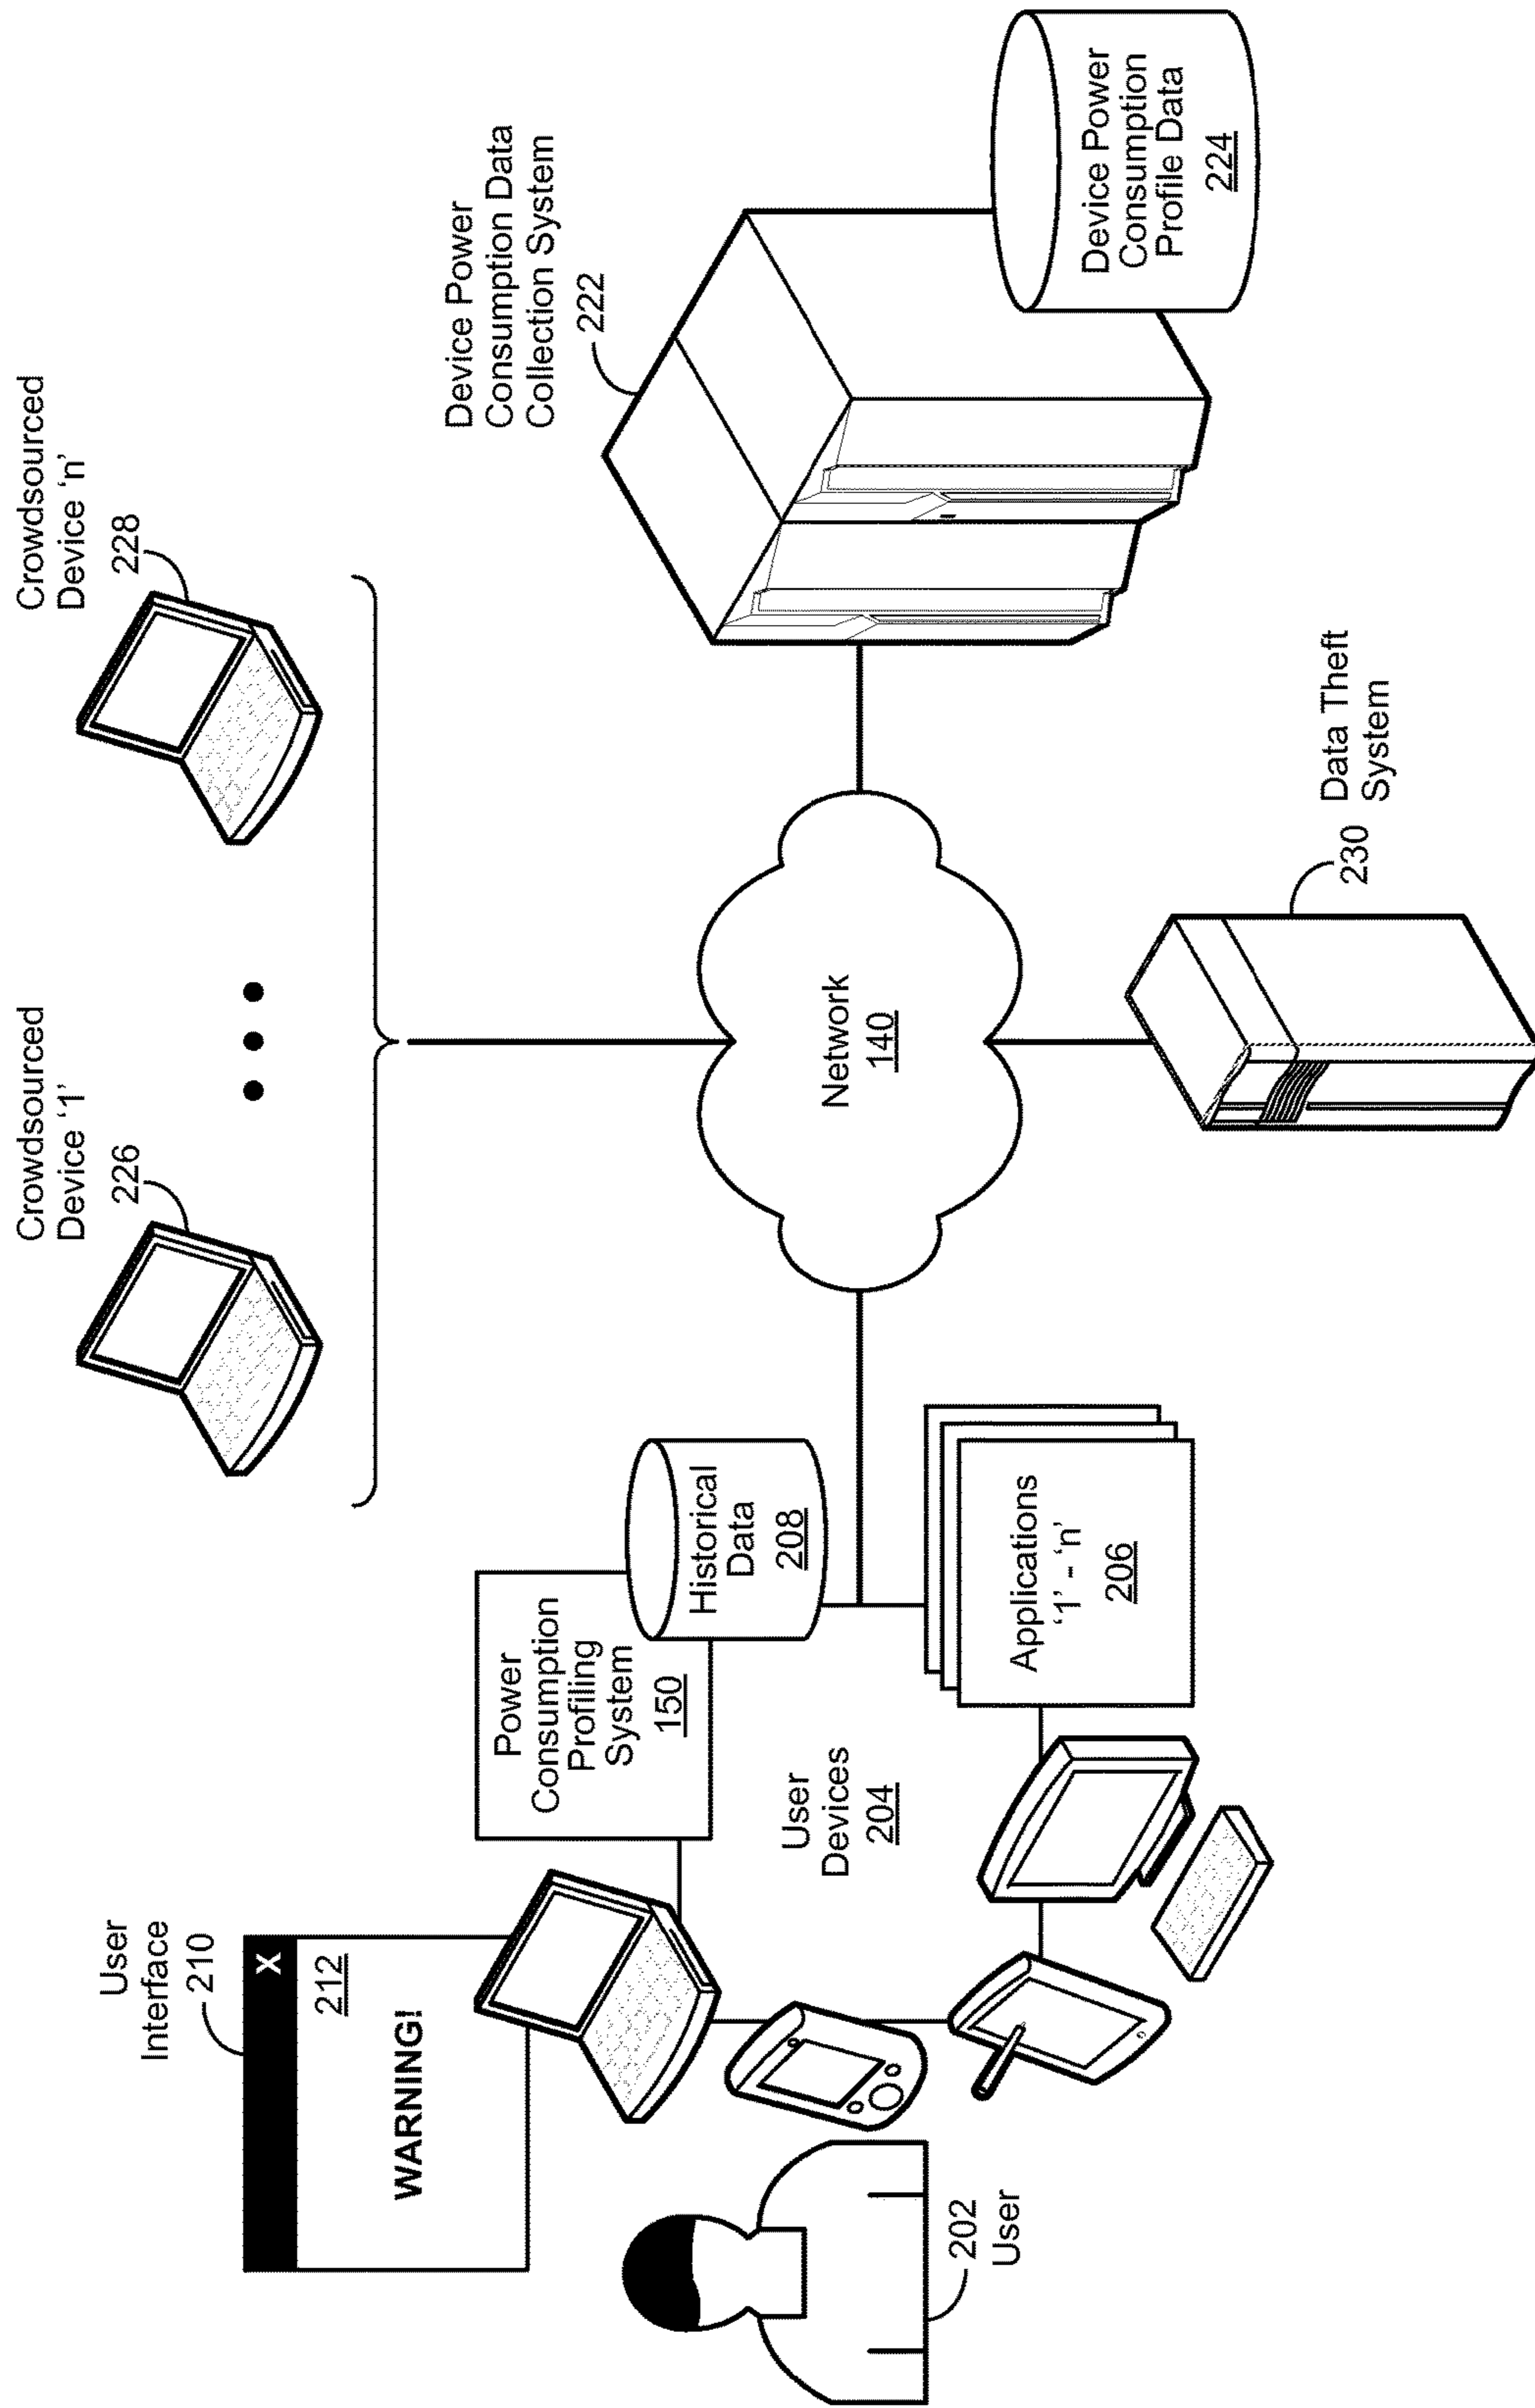 Crowdsourced
Device ‘1’
226
Crowdsourced
Device ‘n’
228
User
Interface
210
X
212
WARNING!
Power
Consumption
Profiling
System
150
Historical
Data
208
Device Power
Consumption Data
Collection System
222
Device Power
Consumption
Profile Data
224
Network
140
User
Devices
204
Applications
‘1’ - ‘n’
206
202
User
230
Data Theft
System